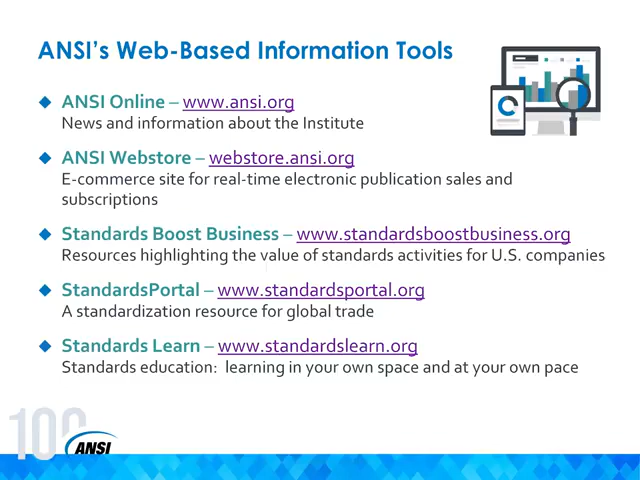 ANSI's Web-Based Information Tools
ANSI Online – www.ansi.org
News and information about the Institute
ANSI Webstore – webstore.ansi.org
E-commerce site for real-time electronic publication sales and
subscriptions
Standards Boost Business – www.standardsboostbusiness.org
Resources highlighting the value of standards activities for U.S. companies
StandardsPortal – www.standardsportal.org
A standardization resource for global trade
Standards Learn – www.standardslearn.org
Standards education:  learning in your own space and at your own pace
100
ANSI